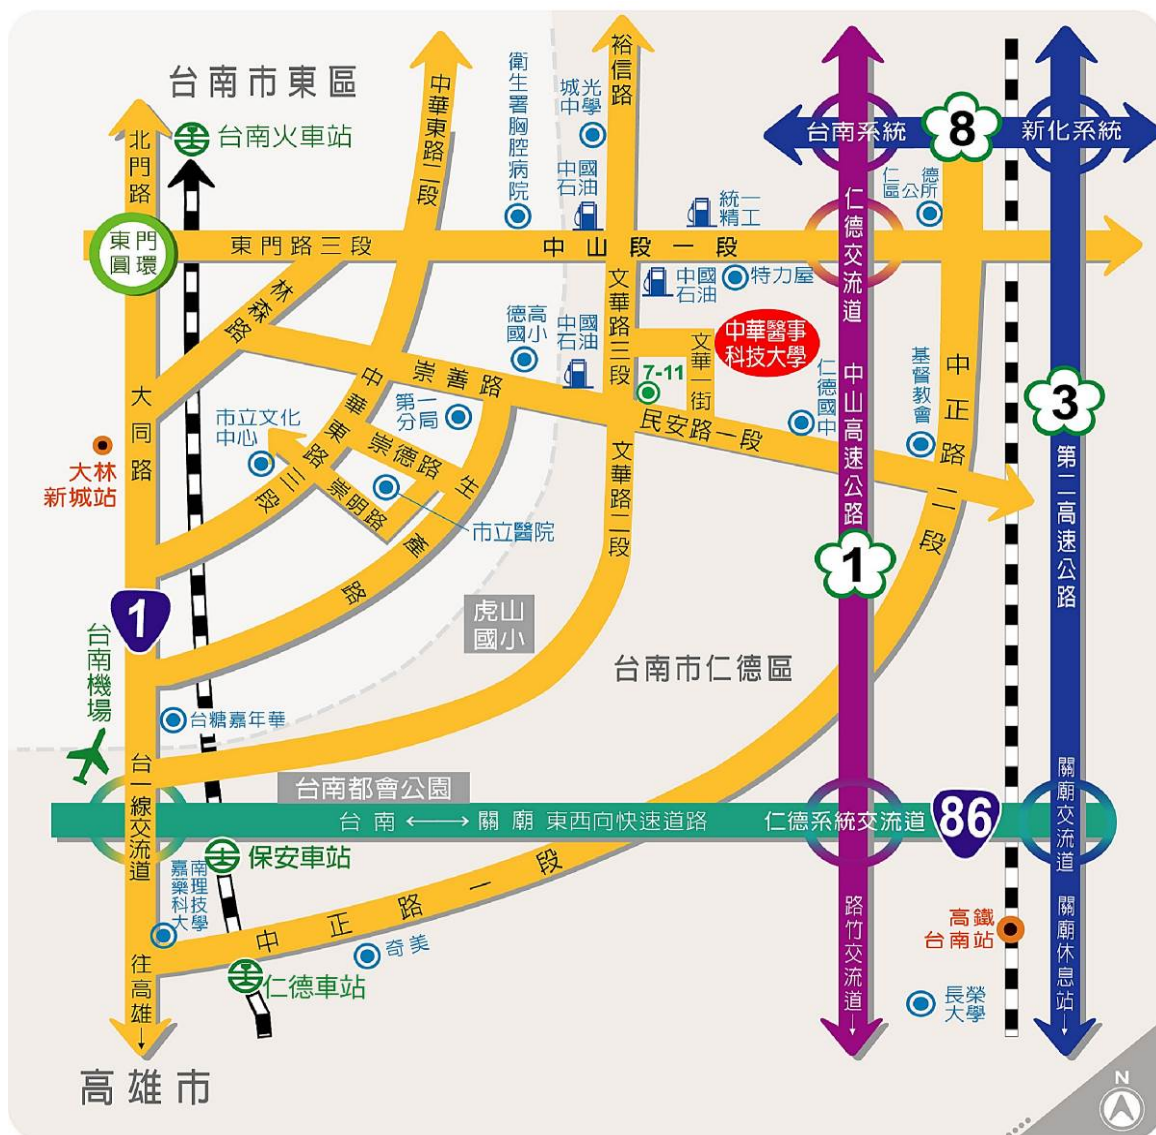 台南市東區
台南火車站
北門路
東門
圓環
東門路三段
中華東路二段
衛生署胸腔病院
裕信路
城光
中學
中國
石油
統一
精工
中山段一段
中國
石油
特力屋
台南系統
8
新化系統
仁德
區公所
仁德交流道
林森路
德高
國小
中國
石油
文華路三段
7-11
文華一街
中華醫事
科技大學
仁德
國中
基督教會
中正路二段
3
大同路
崇善路
第一
分局
民安路一段
中山高速公路
市立文化
中心
中華東路三段
崇德路
崇明路
生產路
市立醫院
文華路二段
大林
新城站
第二高速公路
1
1
虎山
國小
台南市仁德區
台南機場
台糖嘉年華
台一線交流道
台南都會公園
台南
關廟
東西向快速道路
仁德系統交流道
86
關廟交流道
保安車站
嘉南
藥理
科技
大學
中正路一段
奇美
仁德車站
往高雄
高雄市
路竹交流道
高鐵
台南站
長榮
大學
關廟休息站
N